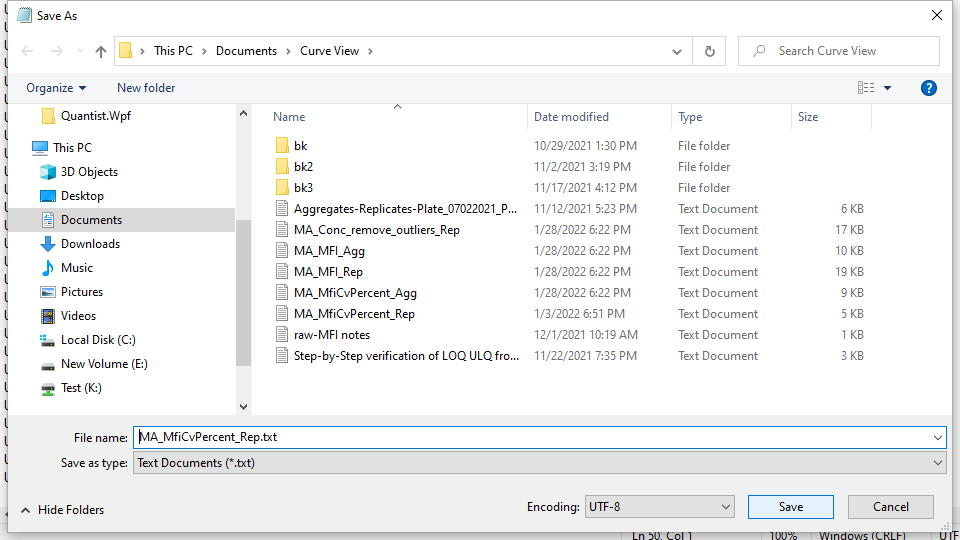 Save As
This PC > Documents > Curve View >
Search Curve View
Organize
New folder
Quantist.Wpf
This PC
3D Objects
Desktop
Documents
Downloads
Music
Pictures
Videos
Local Disk (C:)
New Volume (E:)
Test (K:)
Name Date modified Type Size
bk 10/29/2021 1:30 PM File folder
bk2 11/2/2021 3:19 PM File folder
bk3 11/17/2021 4:12 PM File folder
Aggregates-Replicates-Plate_07022021_P... 11/12/2021 5:23 PM Text Document 6 KB
MA_Conc_remove_outliers_Rep 1/28/2022 6:22 PM Text Document 17 KB
MA_MFI_Agg 1/28/2022 6:22 PM Text Document 10 KB
MA_MFI_Rep 1/28/2022 6:22 PM Text Document 19 KB
MA_MfiCvPercent_Agg 1/28/2022 6:22 PM Text Document 9 KB
MA_MfiCvPercent_Rep 1/3/2022 6:51 PM Text Document 5 KB
raw-MFI notes 12/1/2021 10:19 AM Text Document 1 KB
Step-by-Step verification of LOQ ULQ fro... 11/22/2021 7:35 PM Text Document 3 KB
File name: MA_MfiCvPercent_Rep.txt
Save as type: Text Documents (*.txt)
Hide Folders
Encoding: UTF-8
Save
Cancel
Ln 50, Col 1 100% Windows (CRLF) UTF